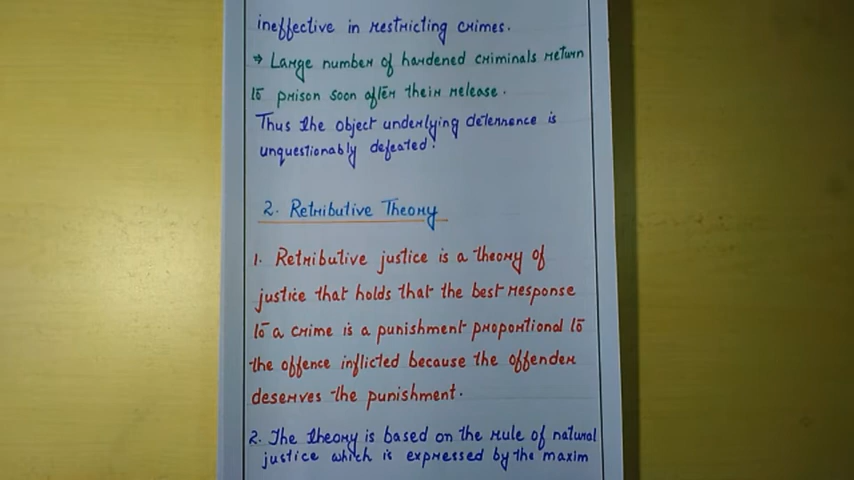 ineffective in restricting crimes.
→ Large number of hardened criminals return
to prison soon after their release.
Thus the object underlying deterrence is
unquestionably defeated.
2. Retributive Theory
1. Retributive justice is a theory of
justice that holds that the best response
to a crime is a punishment proportional to
the offence inflicted because the offender
deserves the punishment.
2. The theory is based on the rule of natural
justice which is expressed by the maxim